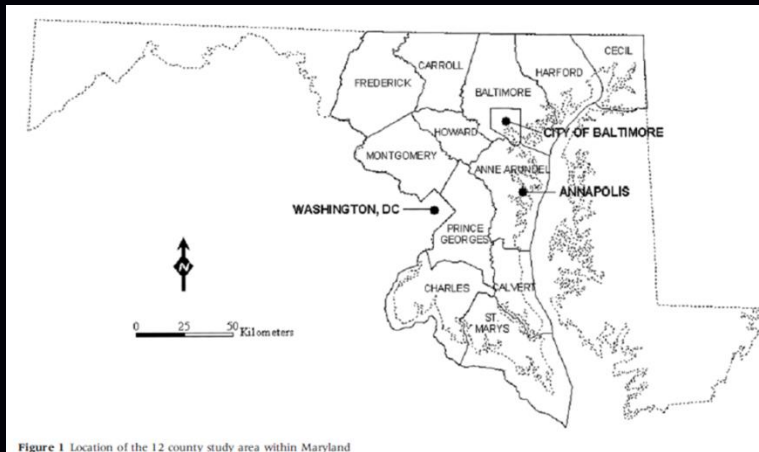 CECIL
CARROLL
HARFORD
FREDERICK
BALTIMORE
CITY OF BALTIMORE
HOWARD
MONTGOMERY
ANNE ARUNDEL
ANNAPOLIS
WASHINGTON, DC
PRINCE
GEORGES
N
CHARLES
CALVERT
ST
MARYS
0 25 50 Kilometers
Figure 1 Location of the 12 county study area within Maryland